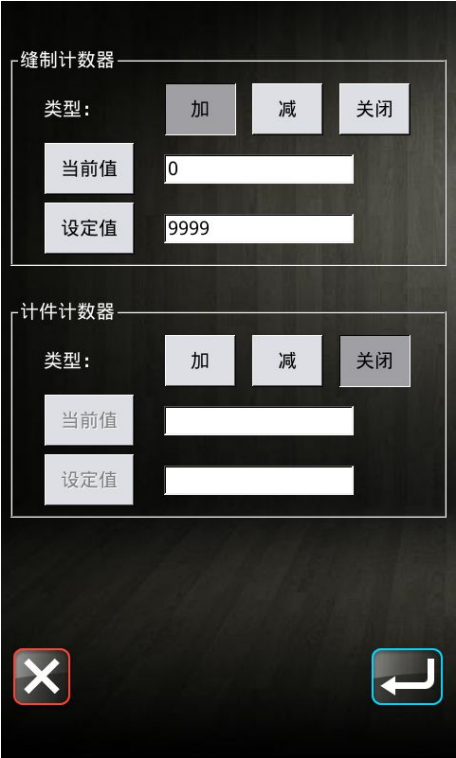 缝制计数器
类型: 加 减 关闭
当前值 0
设定值 9999
计件计数器
类型: 加 减 关闭
当前值
设定值